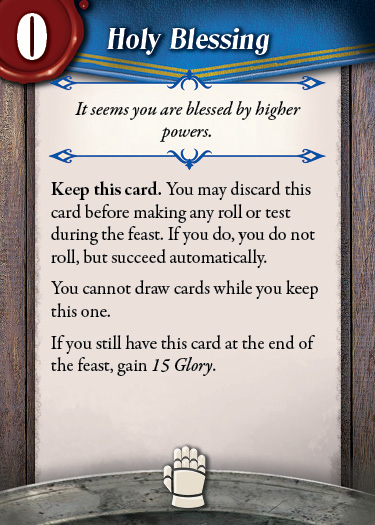 0
Holy Blessing
It seems you are blessed by higher
powers.
Keep this card. You may discard this
card before making any roll or test
during the feast. If you do, you do not
roll, but succeed automatically.
You cannot draw cards while you keep
this one.
If you still have this card at the end of
the feast, gain 15 Glory.